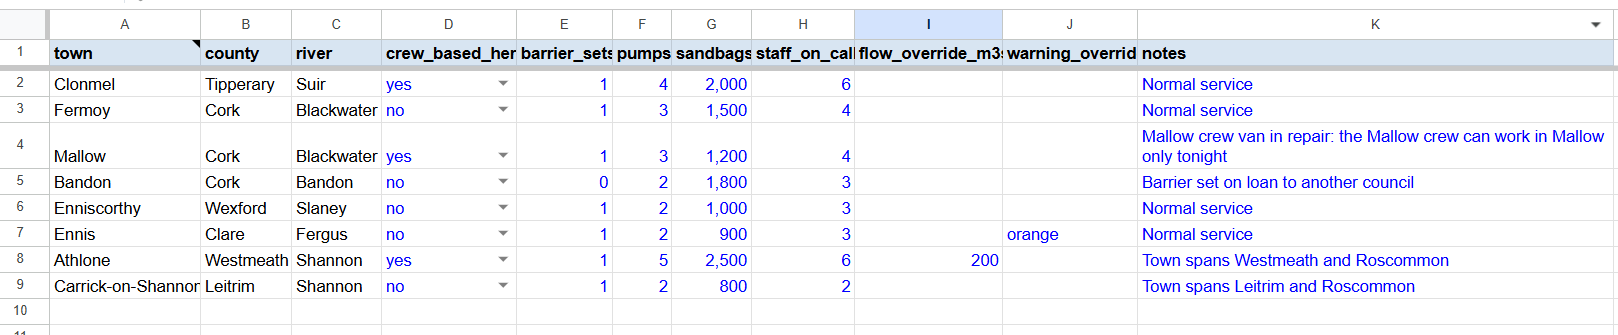 A B C D E F G H I J K
1 town county river crew_based_her barrier_sets pumps sandbags staff_on_call flow_override_m3s warning_overrid notes
2 Clonmel Tipperary Suir yes 1 4 2,000 6 Normal service
3 Fermoy Cork Blackwater no 1 3 1,500 4 Normal service
4 Mallow Cork Blackwater yes 1 3 1,200 4 Mallow crew van in repair: the Mallow crew can work in Mallow
only tonight
5 Bandon Cork Bandon no 0 2 1,800 3 Barrier set on loan to another council
6 Enniscorthy Wexford Slaney no 1 2 1,000 3 Normal service
7 Ennis Clare Fergus no 1 2 900 3 orange Normal service
8 Athlone Westmeath Shannon yes 1 5 2,500 6 200 Town spans Westmeath and Roscommon
9 Carrick-on-Shannon Leitrim Shannon no 1 2 800 2 Town spans Leitrim and Roscommon
10
11